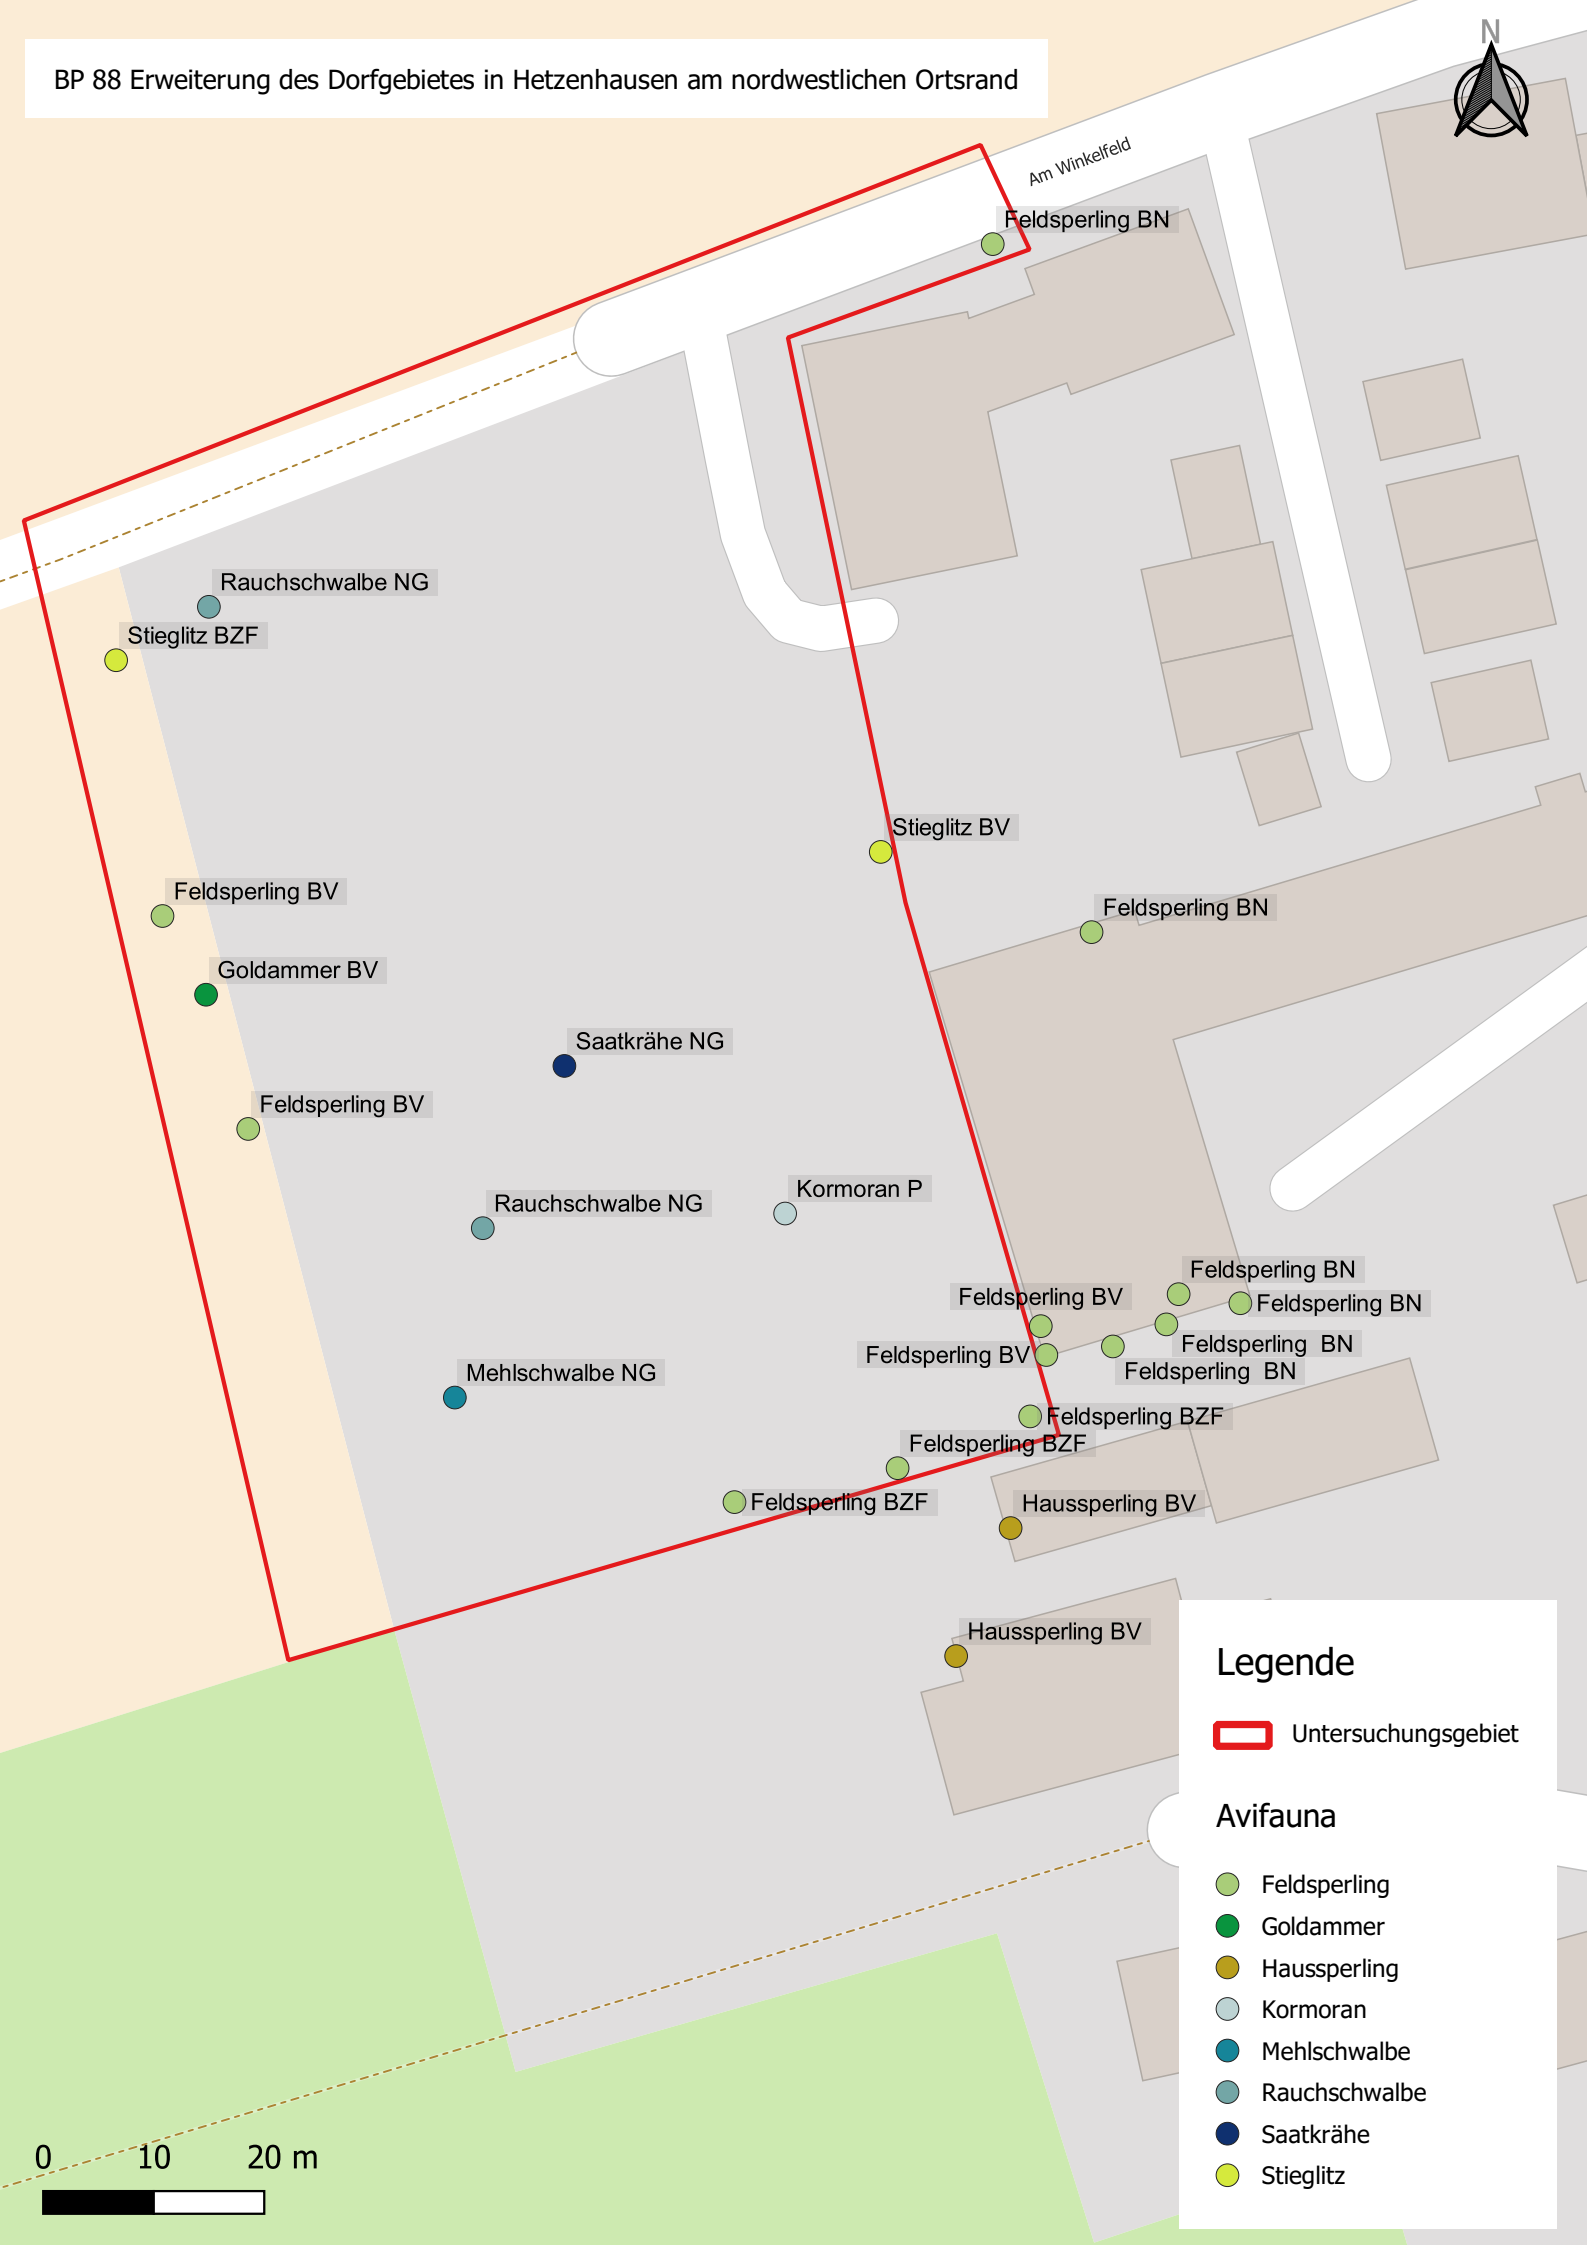 N
BP 88 Erweiterung des Dorfgebietes in Hetzenhausen am nordwestlichen Ortsrand
Am Winkelfeld
Feldsperling BN
Rauchschwalbe NG
Stieglitz BZF
Stieglitz BV
Feldsperling BV
Feldsperling BN
Goldammer BV
Saatkrähe NG
Feldsperling BV
Kormoran P
Rauchschwalbe NG
Feldsperling BN
Feldsperling BV
Feldsperling BN
Feldsperling BN
Feldsperling BV
Feldsperling BN
Mehlschwalbe NG
Feldsperling BZF
Feldsperling BZF
Feldsperling BZF
Haussperling BV
Haussperling BV
Legende
Untersuchungsgebiet
Avifauna
Feldsperling
Goldammer
Haussperling
Kormoran
Mehlschwalbe
Rauchschwalbe
Saatkrähe
Stieglitz
0 10 20 m